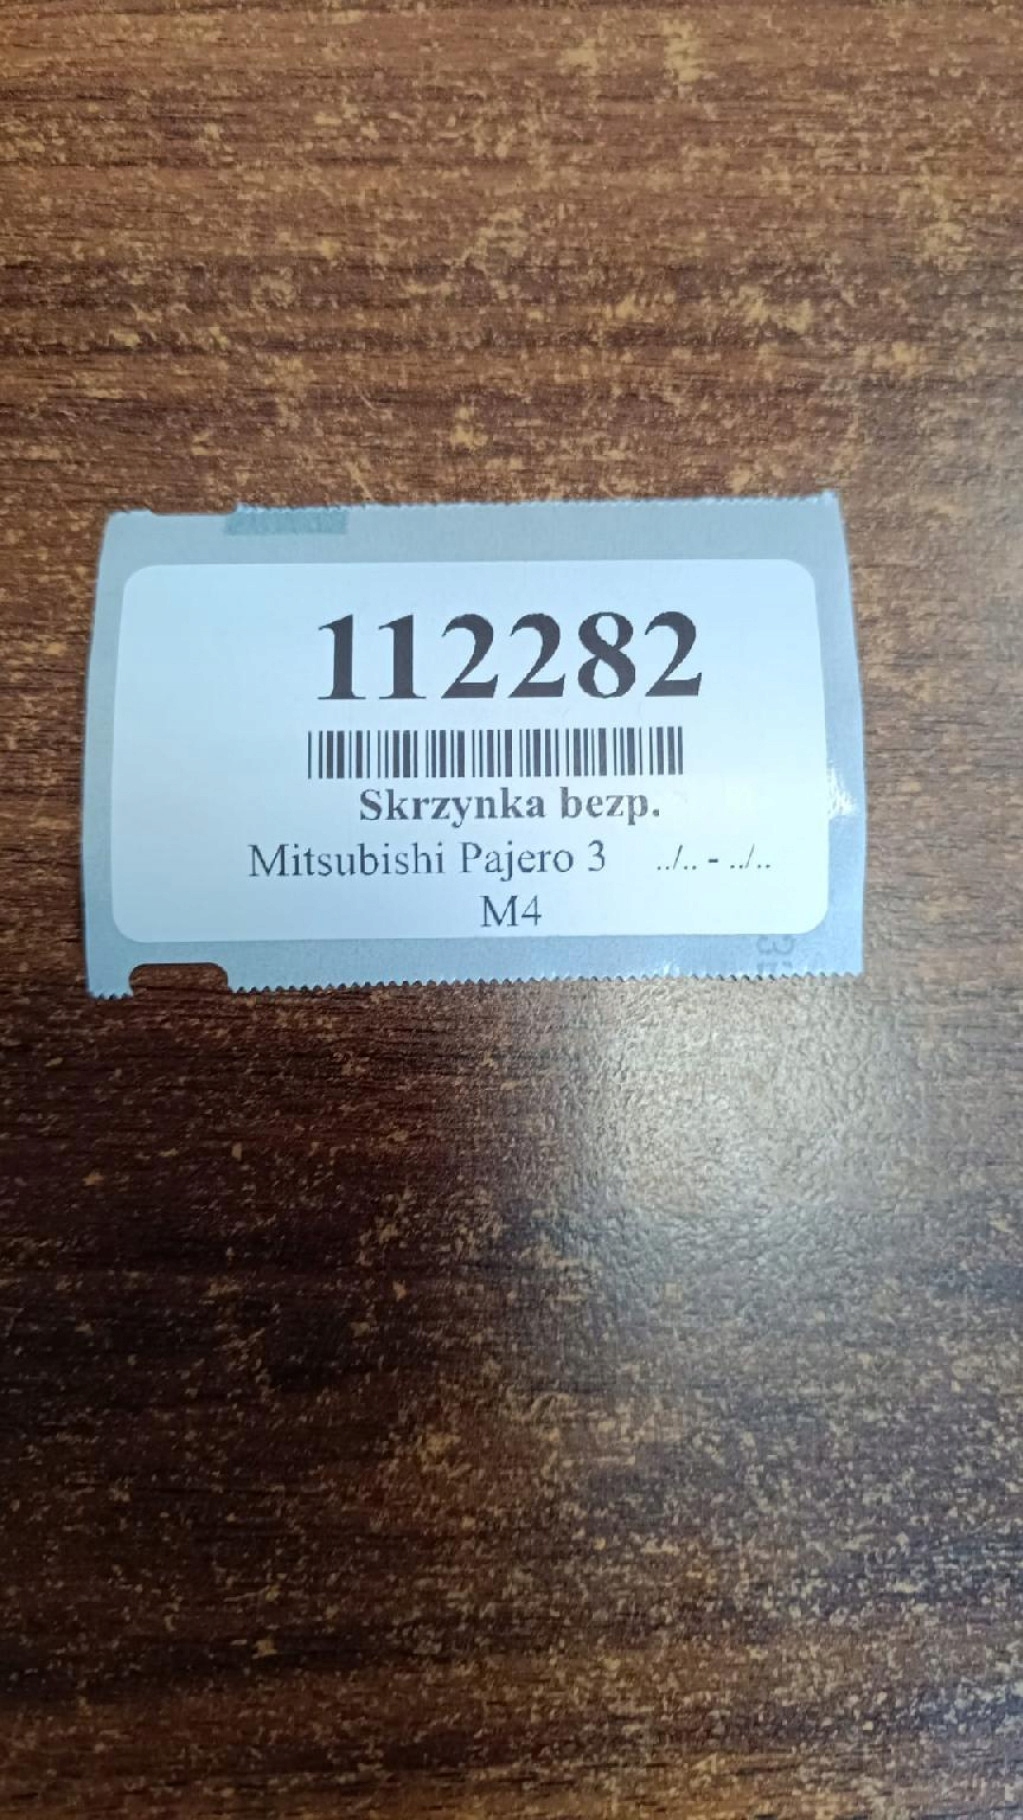 112282
Skrzynka bezp.
Mitsubishi Pajero 3 ../.. - ../..
M4